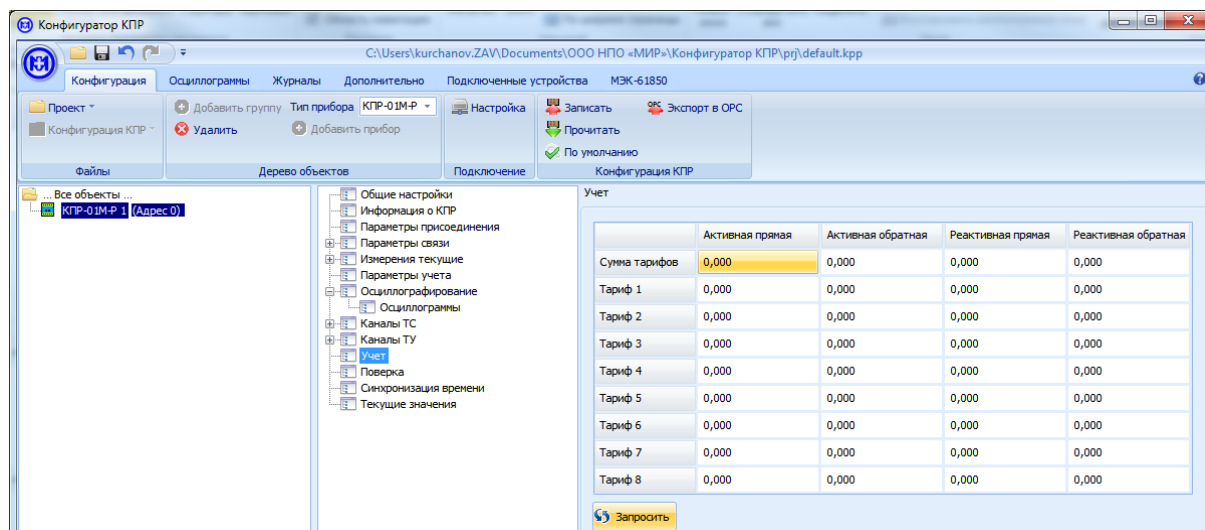 Конфигуратор КПР
C:\Users\kurchanov.ZAV\Documents\ООО НПО «МИР»\Конфигуратор КПР\prj\default.kpp
Конфигурация Осциллограммы Журналы Дополнительно Подключенные устройства МЭК-61850
Проект Добавить группу Тип прибора КПР-01М-Р Настройка Записать Экспорт в OPC
Конфигурация КПР Удалить Добавить прибор Прочитать
По умолчанию
Файлы Дерево объектов Подключение Конфигурация КПР
... Все объекты ...
КПР-01М-Р 1 (Адрес 0)
Общие настройки
Информация о КПР
Параметры присоединения
Параметры связи
Измерения текущие
Параметры учета
Осциллографирование
Осциллограммы
Каналы ТС
Каналы ТУ
Учет
Поверка
Синхронизация времени
Текущие значения
Учет
Активная прямая Активная обратная Реактивная прямая Реактивная обратная
Сумма тарифов 0,000 0,000 0,000 0,000
Тариф 1 0,000 0,000 0,000 0,000
Тариф 2 0,000 0,000 0,000 0,000
Тариф 3 0,000 0,000 0,000 0,000
Тариф 4 0,000 0,000 0,000 0,000
Тариф 5 0,000 0,000 0,000 0,000
Тариф 6 0,000 0,000 0,000 0,000
Тариф 7 0,000 0,000 0,000 0,000
Тариф 8 0,000 0,000 0,000 0,000
Запросить